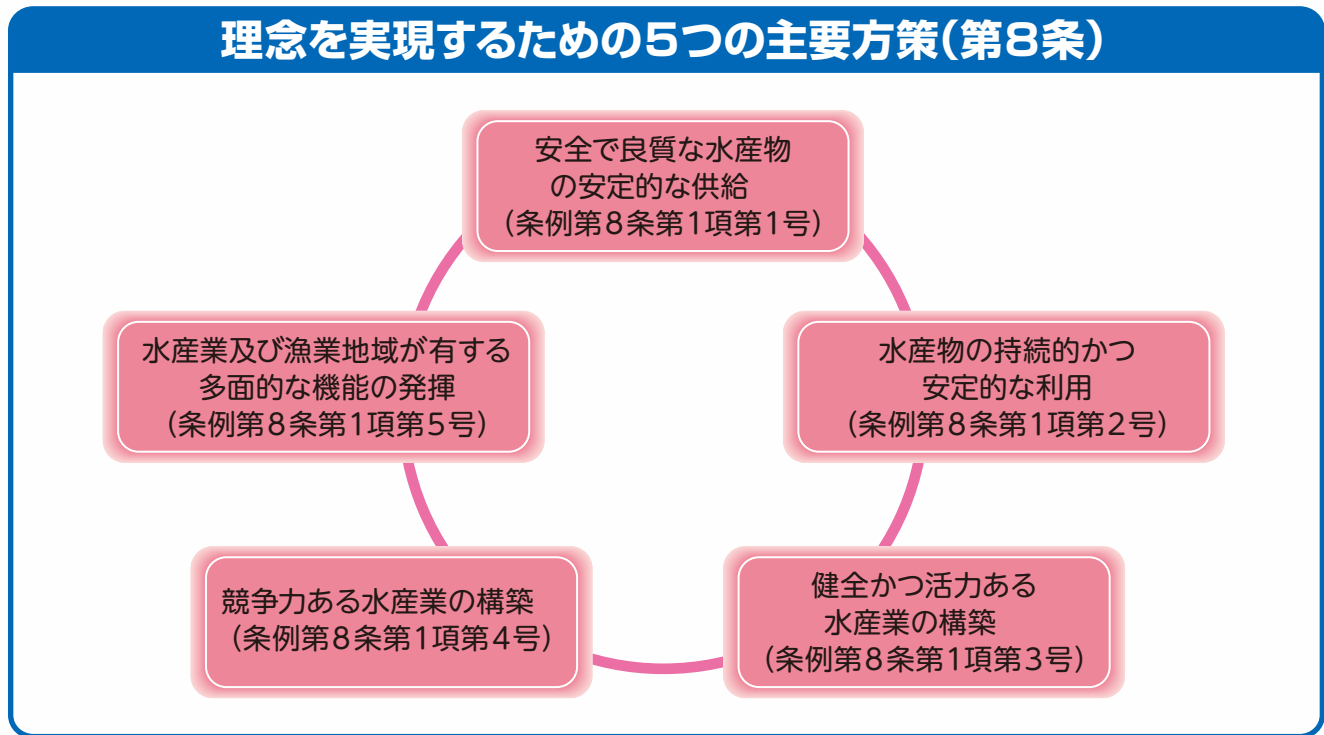 理念を実現するための5つの主要方策(第8条)
安全で良質な水産物
の安定的な供給
(条例第8条第1項第1号)
水産業及び漁業地域が有する
多面的な機能の発揮
(条例第8条第1項第5号)
水産物の持続的かつ
安定的な利用
(条例第8条第1項第2号)
競争力ある水産業の構築
(条例第8条第1項第4号)
健全かつ活力ある
水産業の構築
(条例第8条第1項第3号)